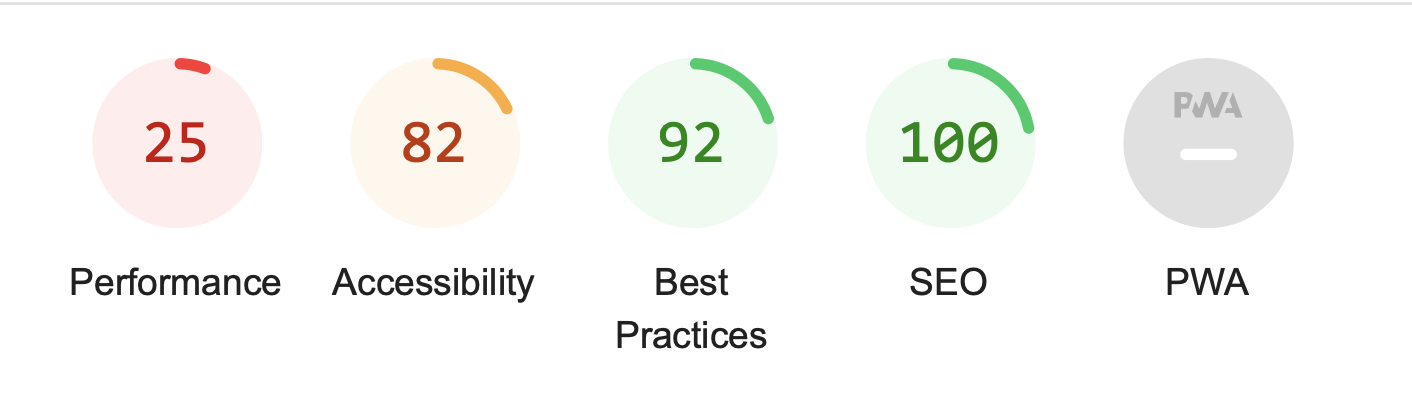 25
82
92
100
PWA
Performance
Accessibility
Best
Practices
SEO
PWA